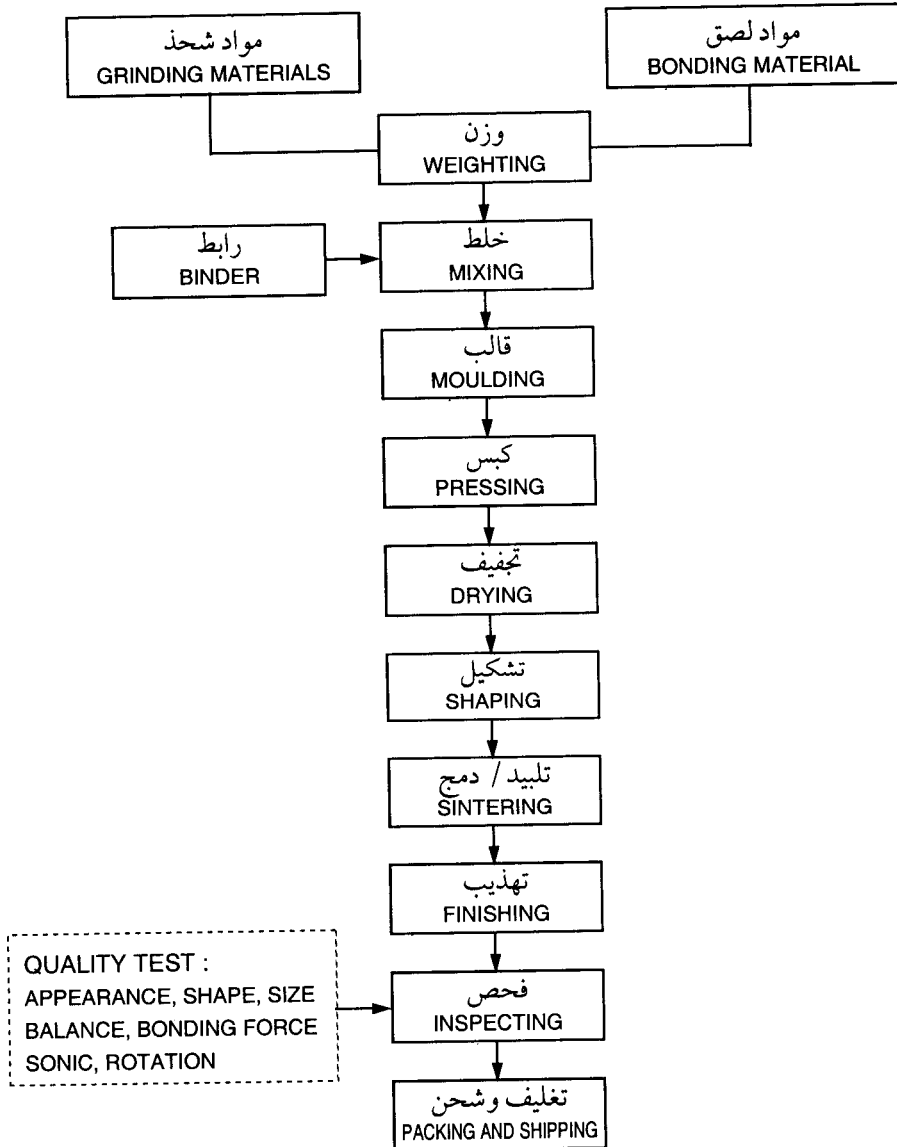 مواد شحذ
GRINDING MATERIALS
مواد لصق
BONDING MATERIAL
وزن
WEIGHTING
رابط
BINDER
خلط
MIXING
قالب
MOULDING
كبس
PRESSING
تجفيف
DRYING
تشكيل
SHAPING
تلبيد / دمج
SINTERING
تهذيب
FINISHING
QUALITY TEST :
APPEARANCE, SHAPE, SIZE
BALANCE, BONDING FORCE
SONIC, ROTATION
فحص
INSPECTING
تغليف وشحن
PACKING AND SHIPPING